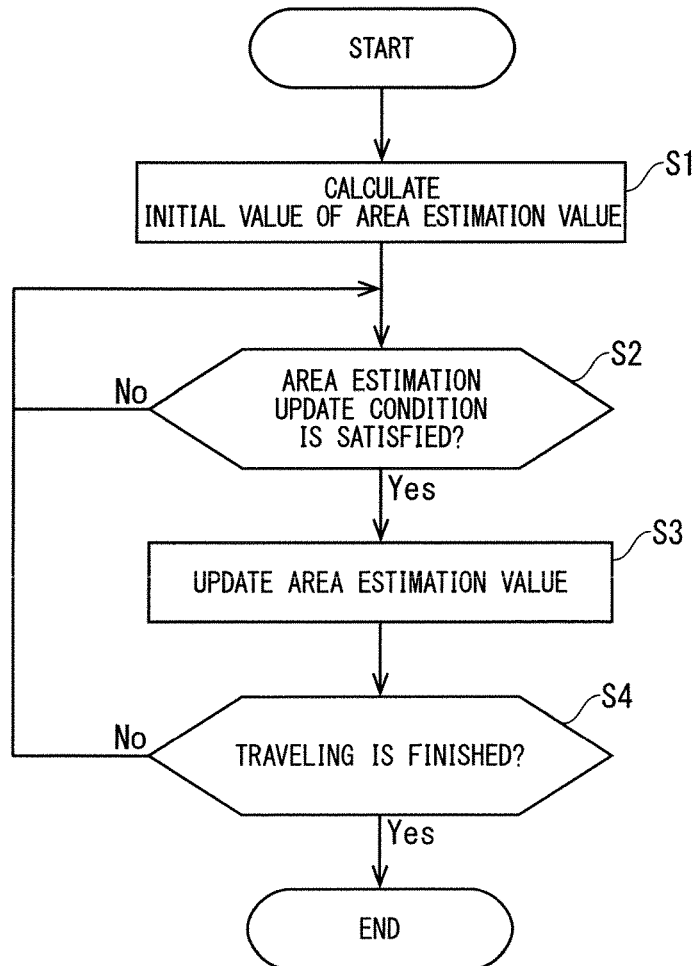 START
S1
CALCULATE
INITIAL VALUE OF AREA ESTIMATION VALUE
S2
No
AREA ESTIMATION
UPDATE CONDITION
IS SATISFIED?
Yes
S3
UPDATE AREA ESTIMATION VALUE
S4
No
TRAVELING IS FINISHED?
Yes
END